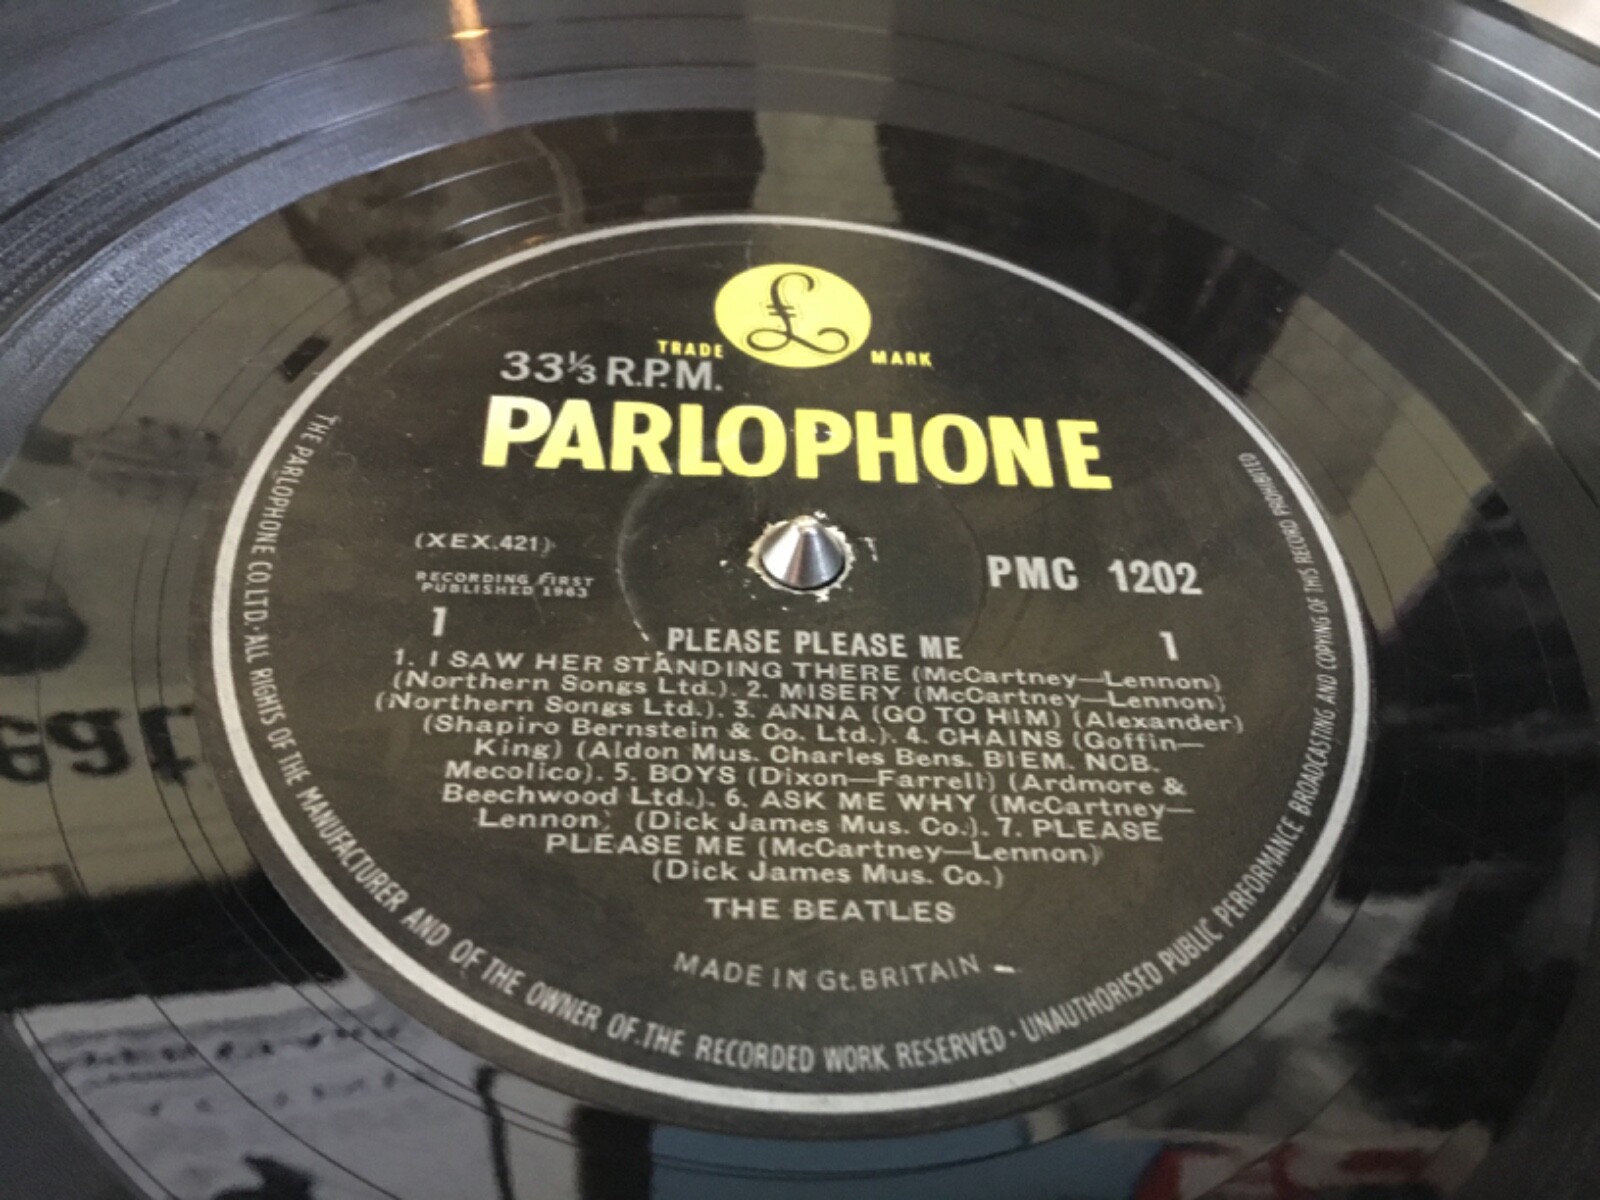 £
TRADE MARK
33⅓ R.P.M.
PARLOPHONE
(XEX.421)
PMC 1202
RECORDING FIRST
PUBLISHED 1963
1 1
PLEASE PLEASE ME
1. I SAW HER STANDING THERE (McCartney—Lennon)
(Northern Songs Ltd.). 2. MISERY (McCartney—Lennon)
(Northern Songs Ltd.). 3. ANNA (GO TO HIM) (Alexander)
(Shapiro Bernstein & Co. Ltd.). 4. CHAINS (Goffin—
King) (Aldon Mus. Charles Bens. BIEM. NCB.
Mecolico). 5. BOYS (Dixon—Farrell) (Ardmore &
Beechwood Ltd.). 6. ASK ME WHY (McCartney—
Lennon) (Dick James Mus. Co.). 7. PLEASE
PLEASE ME (McCartney—Lennon)
(Dick James Mus. Co.)
THE BEATLES
MADE IN Gt. BRITAIN
THE PARLOPHONE CO. LTD. · ALL RIGHTS OF THE MANUFACTURER AND OF THE OWNER OF THE RECORDED WORK RESERVED · UNAUTHORISED PUBLIC PERFORMANCE BROADCASTING AND COPYING OF THIS RECORD PROHIBITED